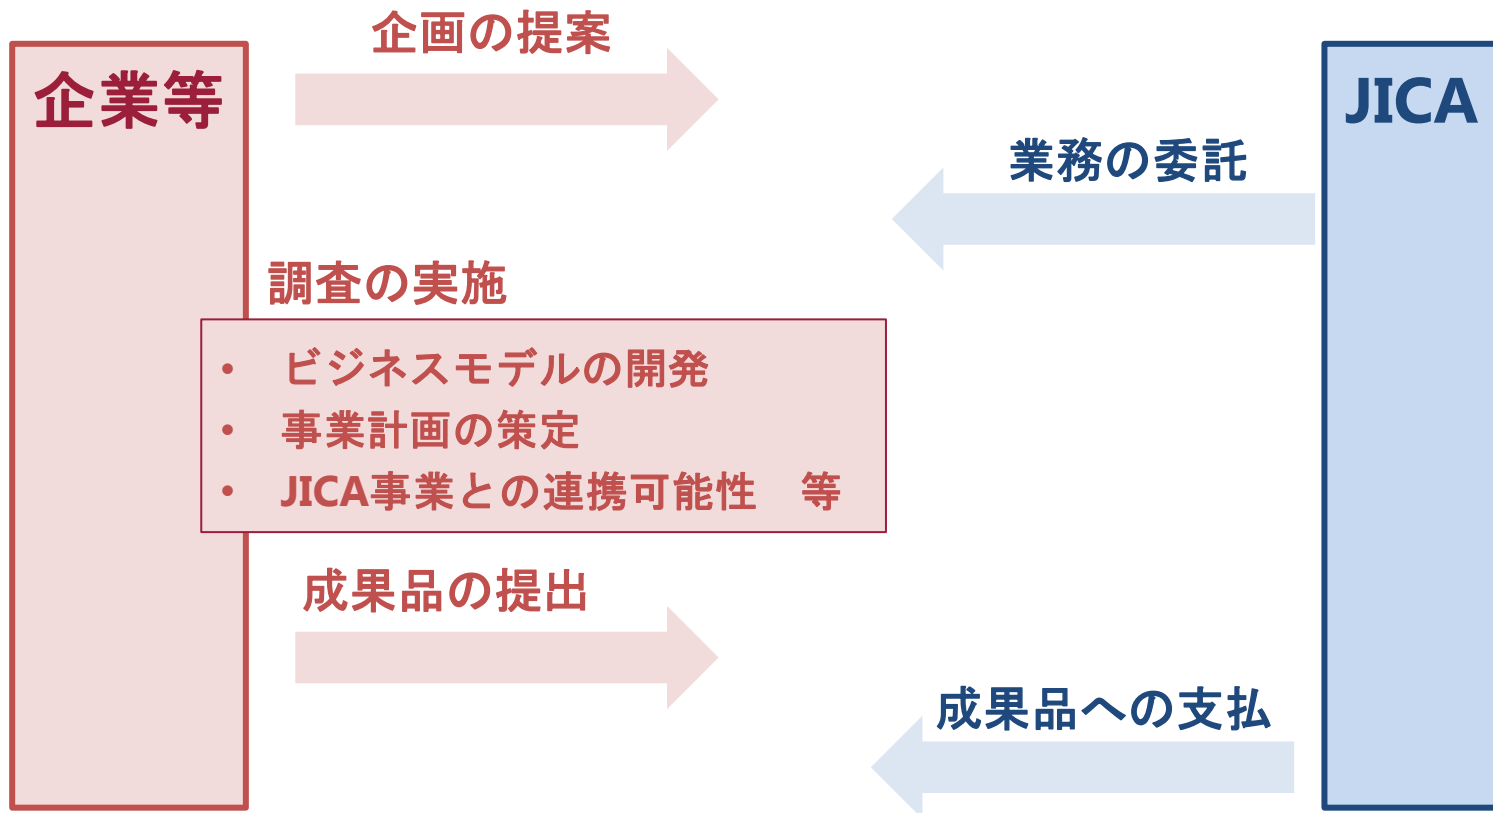 企画の提案
企業等
JICA
業務の委託
調査の実施
• ビジネスモデルの開発
• 事業計画の策定
• JICA事業との連携可能性　等
成果品の提出
成果品への支払